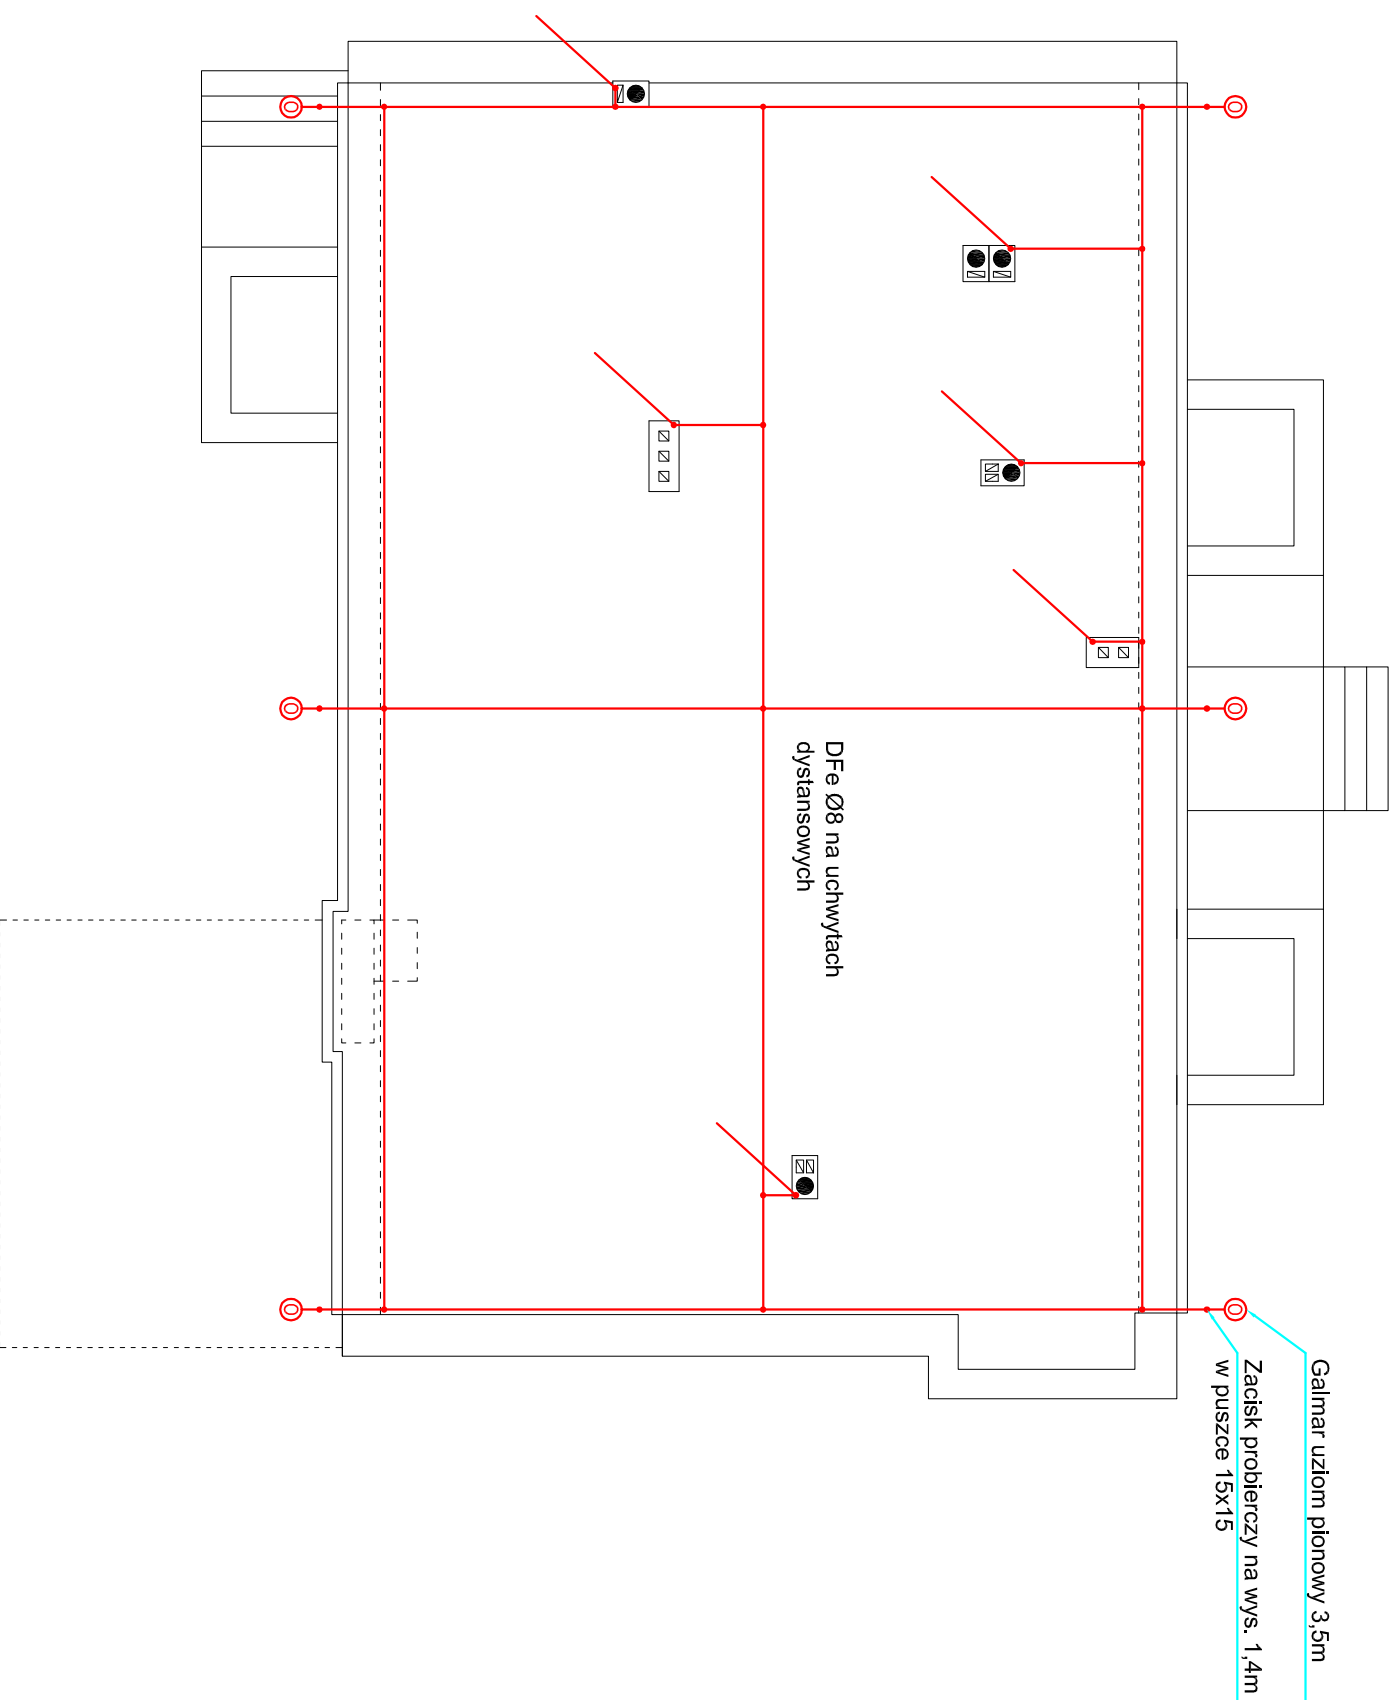 DFe Ø8 na uchwytach
dystansowych
Galmar uziom pionowy 3,5m
Zacisk probierczy na wys. 1,4m
w puszce 15x15